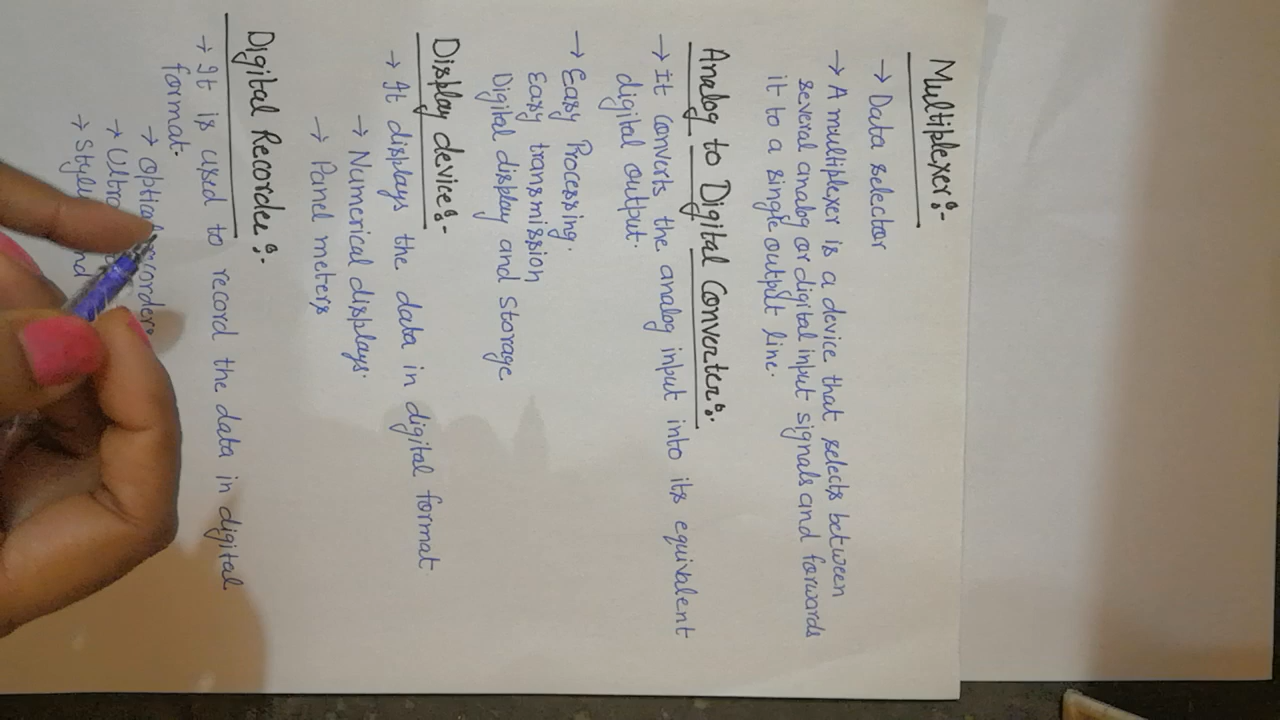 Multiplexer:-
→ Data selector
→ A multiplexer is a device that selects between
several analog or digital input signals and forwards
it to a single output line.
Analog to Digital Converter:-
→ It converts the analog input into its equivalent
digital output.
→ Easy Processing.
Easy transmission
Digital display and storage
Display device:-
→ It displays the data in digital format.
→ Numerical displays.
→ Panel meters
Digital Recorder:-
→ It is used to record the data in digital
format.
→
→
→